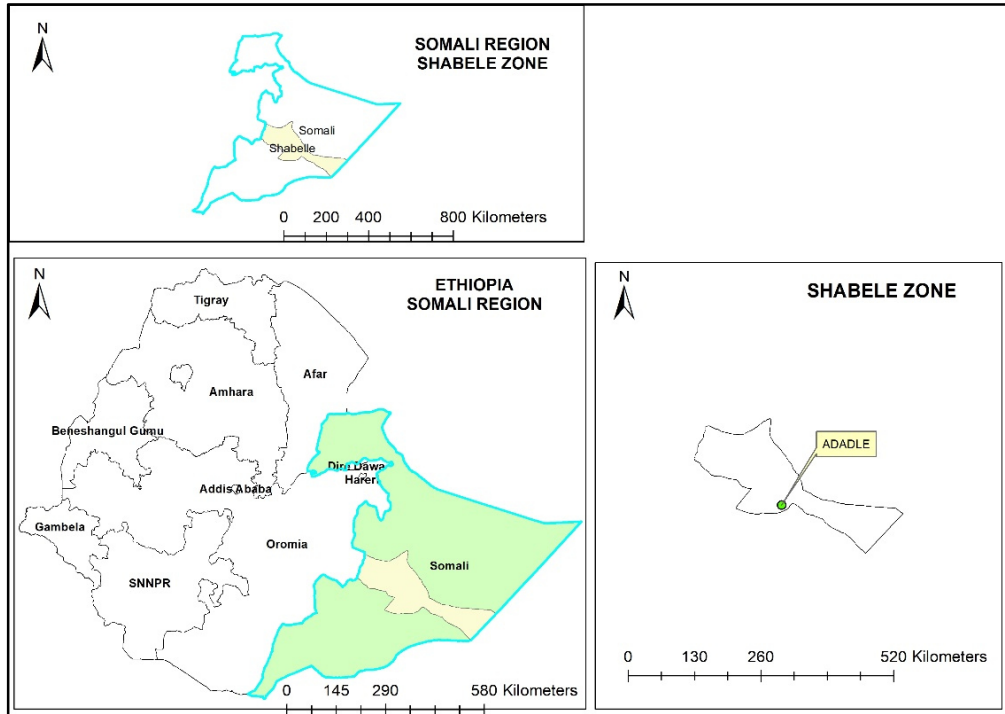 N
SOMALI REGION
SHABELE ZONE
Somali
Shabelle
0 200 400 800 Kilometers
N
ETHIOPIA
SOMALI REGION
Tigray
Afar
Amhara
Beneshangul Gumu
Dire Dawa
Harer
Addis Ababa
Gambela
Oromia
Somali
SNNPR
0 145 290 580 Kilometers
N
SHABELE ZONE
ADADLE
0 130 260 520 Kilometers